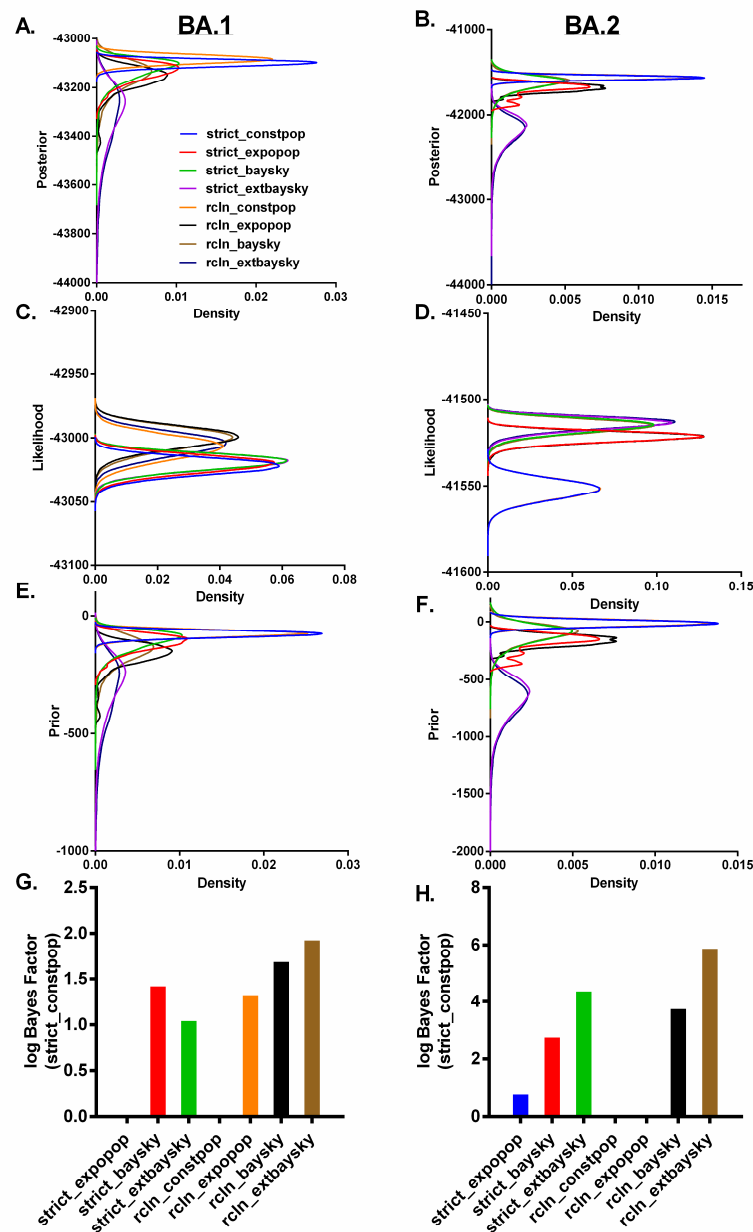 A.
BA.1
B.
BA.2
-43000
-43200
-43400
-43600
-43800
-44000
Posterior
0.00
0.01
0.02
0.03
Density
strict_constpop
strict_expopop
strict_baysky
strict_extbaysky
rcln_constpop
rcln_expopop
rcln_baysky
rcln_extbaysky
-41000
-42000
-43000
-44000
Posterior
0.000
0.005
0.010
0.015
Density
C.
-42900
-42950
-43000
-43050
-43100
Likelihood
0.00
0.02
0.04
0.06
0.08
Density
D.
-41450
-41500
-41550
-41600
Likelihood
0.00
0.05
0.10
0.15
Density
E.
0
-500
-1000
Prior
0.00
0.01
0.02
0.03
Density
F.
0
-500
-1000
-1500
-2000
Prior
0.000
0.005
0.010
0.015
Density
G.
2.5
2.0
1.5
1.0
0.5
0.0
log Bayes Factor
(strict_constpop)
strict_expopop
strict_baysky
strict_extbaysky
rcln_constpop
rcln_expopop
rcln_baysky
rcln_extbaysky
H.
8
6
4
2
0
log Bayes Factor
(strict_constpop)
strict_expopop
strict_baysky
strict_extbaysky
rcln_constpop
rcln_expopop
rcln_baysky
rcln_extbaysky